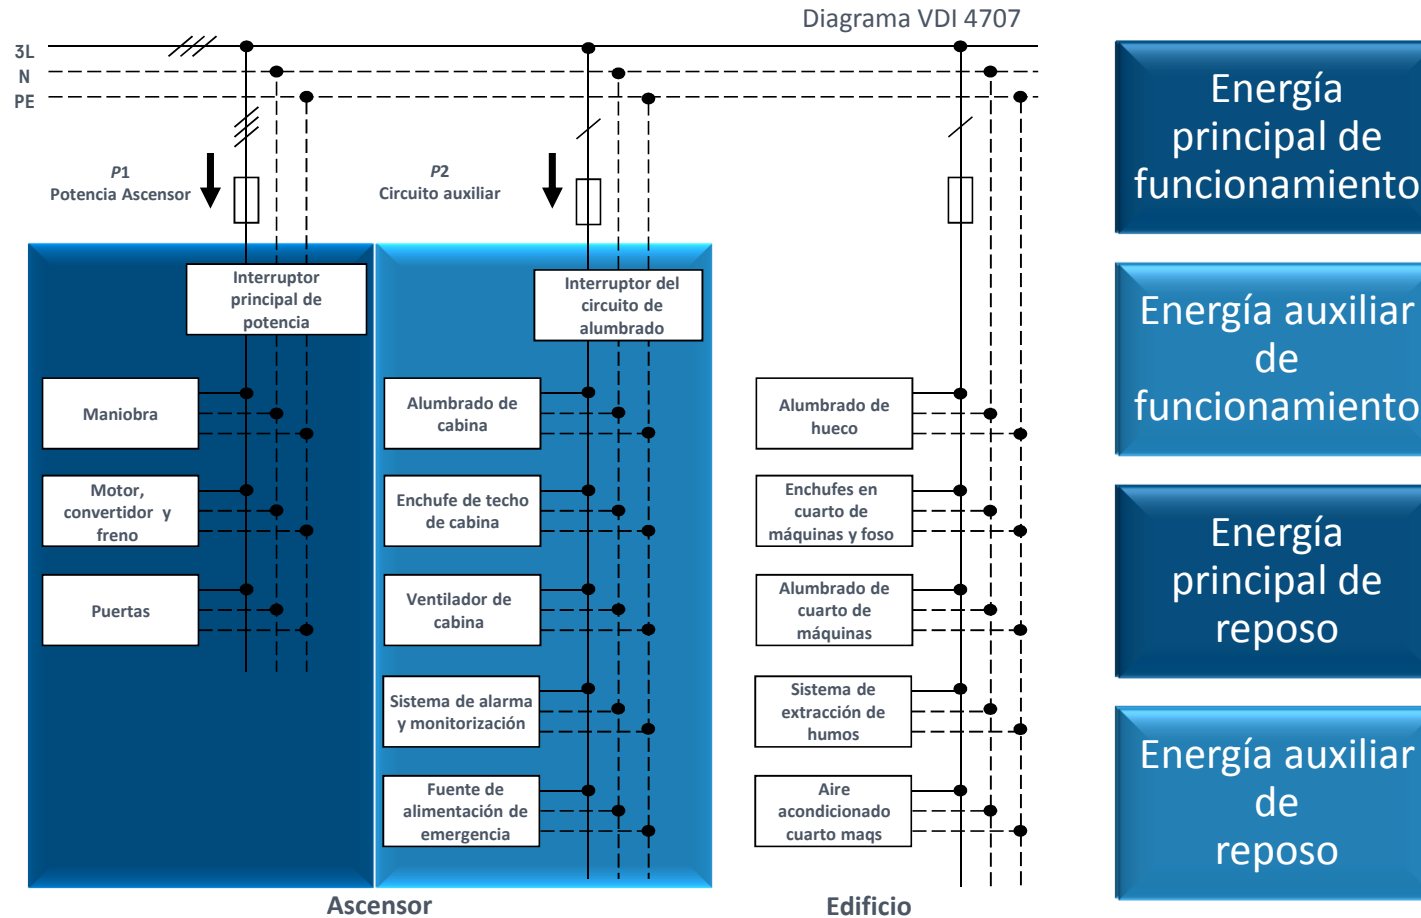 Diagrama VDI 4707
3L
N
PE
P1
Potencia Ascensor
P2
Circuito auxiliar
Interruptor
principal de
potencia
Maniobra
Motor,
convertidor y
freno
Puertas
Interruptor del
circuito de
alumbrado
Alumbrado de
cabina
Enchufe de techo
de cabina
Ventilador de
cabina
Sistema de alarma
y monitorización
Fuente de
alimentación de
emergencia
Ascensor
Alumbrado de
hueco
Enchufes en
cuarto de
máquinas y foso
Alumbrado de
cuarto de
máquinas
Sistema de
extracción de
humos
Aire
acondicionado
cuarto maqs
Edificio
Energía
principal de
funcionamiento
Energía auxiliar
de
funcionamiento
Energía
principal de
reposo
Energía auxiliar
de
reposo